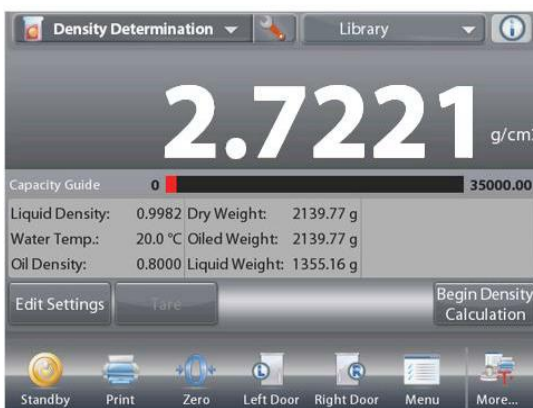 Density Determination Library
2.7221 g/cm3
Capacity Guide 0 35000.00
Liquid Density: 0.9982 Dry Weight: 2139.77 g
Water Temp.: 20.0 °C Oiled Weight: 2139.77 g
Oil Density: 0.8000 Liquid Weight: 1355.16 g
Edit Settings Tare Begin Density
Calculation
L R
Standby Print Zero Left Door Right Door Menu More...